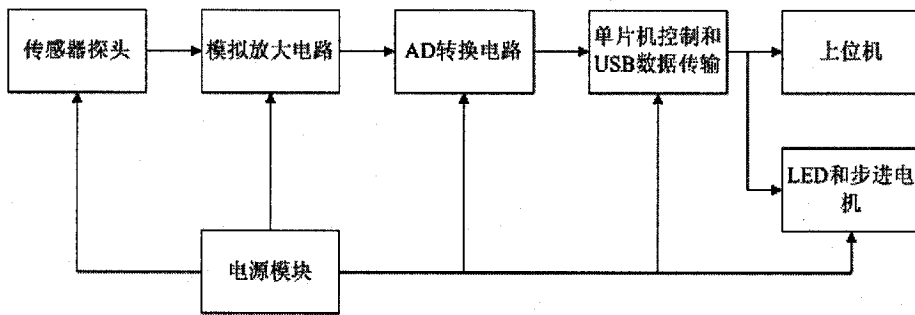 传感器探头
模拟放大电路
AD转换电路
单片机控制和
USB数据传输
上位机
LED和步进电
机
电源模块